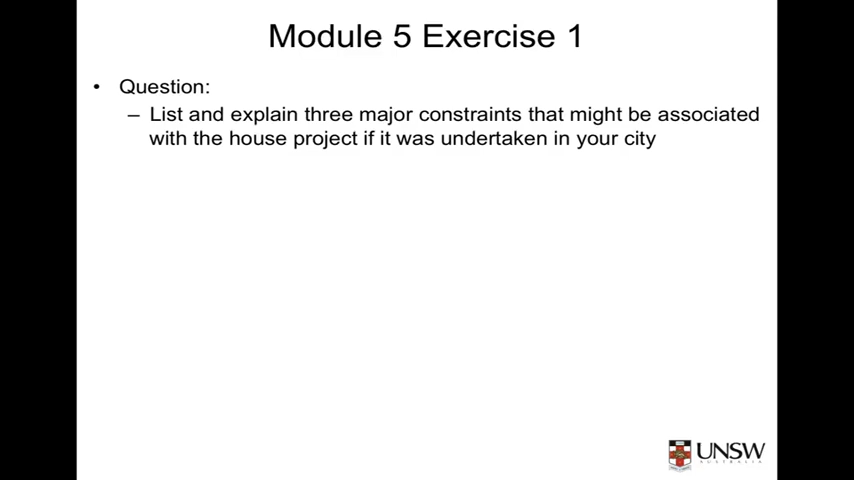 Module 5 Exercise 1
• Question:
– List and explain three major constraints that might be associated
with the house project if it was undertaken in your city
UNSW
AUSTRALIA